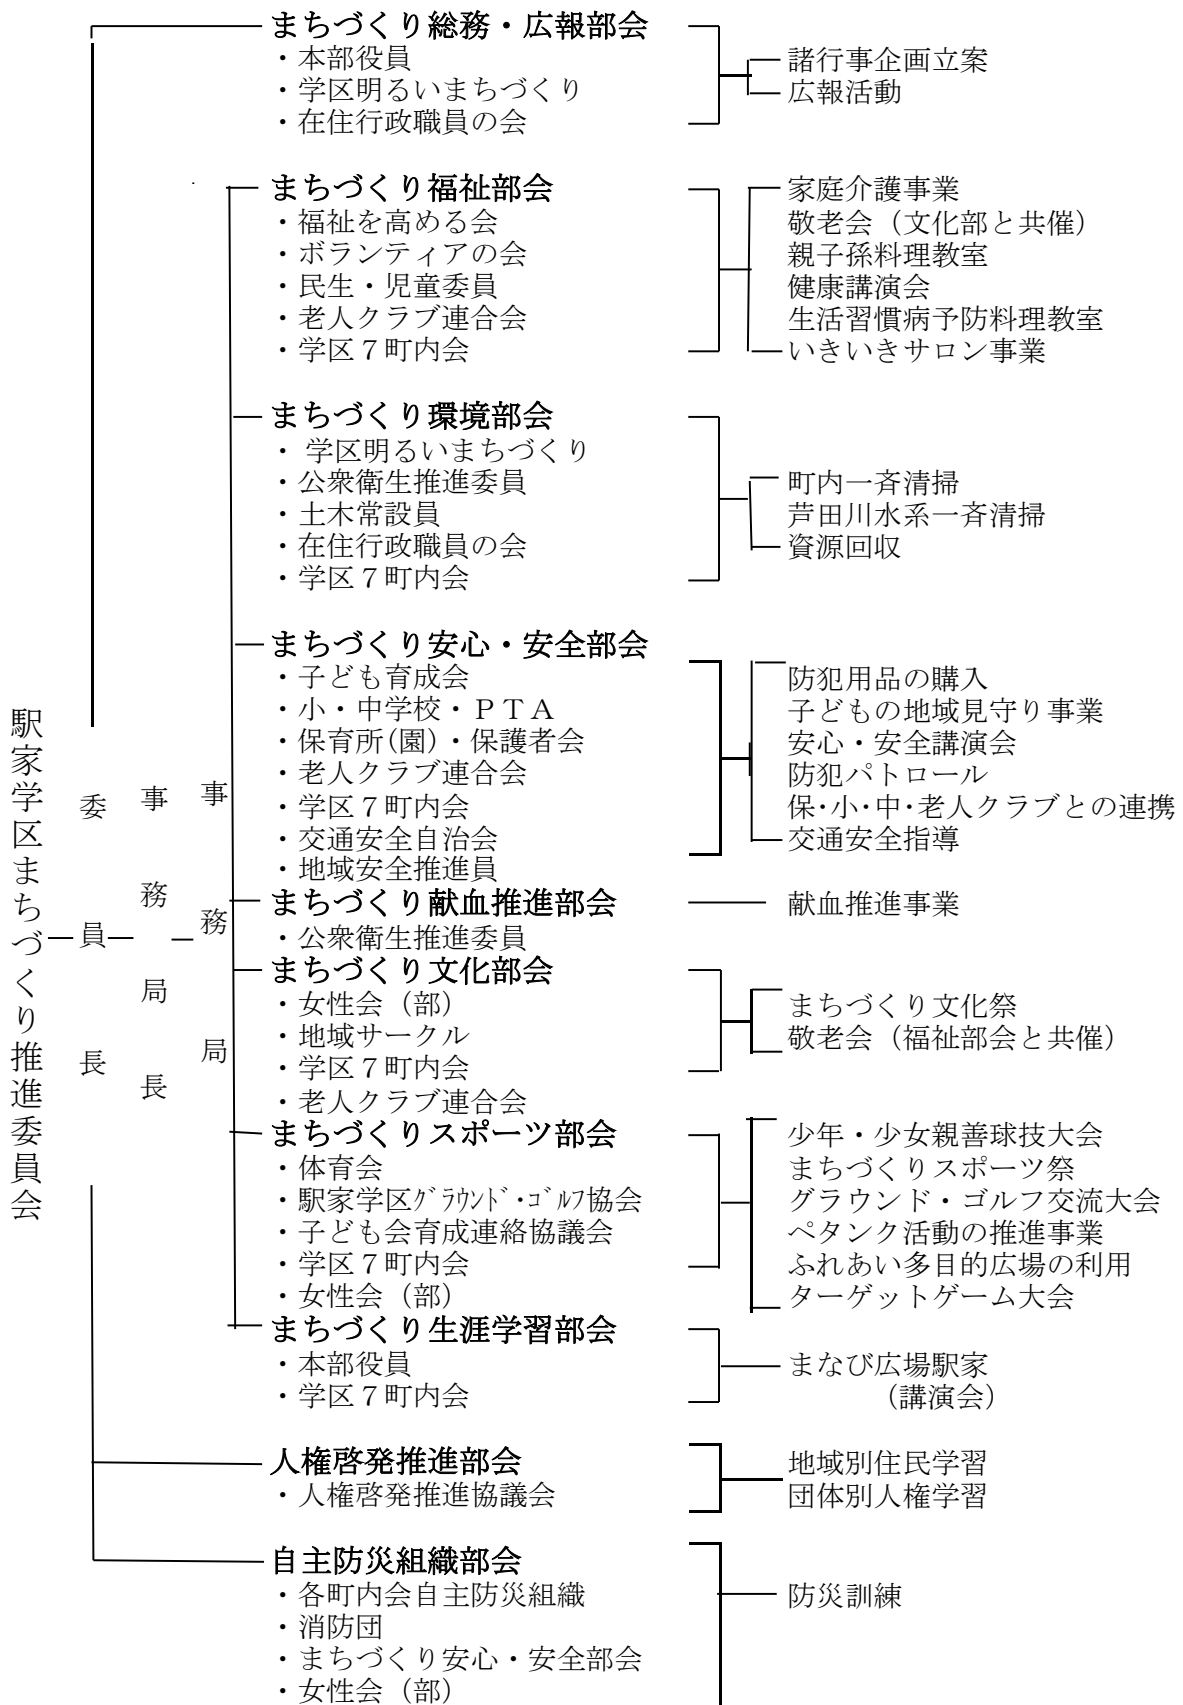 駅家学区まちづくり推進委員会
委員長
事務局長
事務局
まちづくり総務・広報部会
・本部役員
・学区明るいまちづくり
・在住行政職員の会
諸行事企画立案
広報活動
まちづくり福祉部会
・福祉を高める会
・ボランティアの会
・民生・児童委員
・老人クラブ連合会
・学区７町内会
家庭介護事業
敬老会（文化部と共催）
親子孫料理教室
健康講演会
生活習慣病予防料理教室
いきいきサロン事業
まちづくり環境部会
・ 学区明るいまちづくり
・公衆衛生推進委員
・土木常設員
・在住行政職員の会
・学区７町内会
町内一斉清掃
芦田川水系一斉清掃
資源回収
まちづくり安心・安全部会
・子ども育成会
・小・中学校・ＰＴＡ
・保育所(園)・保護者会
・老人クラブ連合会
・学区７町内会
・交通安全自治会
・地域安全推進員
防犯用品の購入
子どもの地域見守り事業
安心・安全講演会
防犯パトロール
保･小･中･老人クラブとの連携
交通安全指導
まちづくり献血推進部会
・公衆衛生推進委員
献血推進事業
まちづくり文化部会
・女性会（部）
・地域サークル
・学区７町内会
・老人クラブ連合会
まちづくり文化祭
敬老会（福祉部会と共催）
まちづくりスポーツ部会
・体育会
・駅家学区ｸﾞﾗｳﾝﾄﾞ･ｺﾞﾙﾌ協会
・子ども会育成連絡協議会
・学区７町内会
・女性会（部）
少年・少女親善球技大会
まちづくりスポーツ祭
グラウンド・ゴルフ交流大会
ペタンク活動の推進事業
ふれあい多目的広場の利用
ターゲットゲーム大会
まちづくり生涯学習部会
・本部役員
・学区７町内会
まなび広場駅家
（講演会）
人権啓発推進部会
・人権啓発推進協議会
地域別住民学習
団体別人権学習
自主防災組織部会
・各町内会自主防災組織
・消防団
・まちづくり安心・安全部会
・女性会（部）
防災訓練